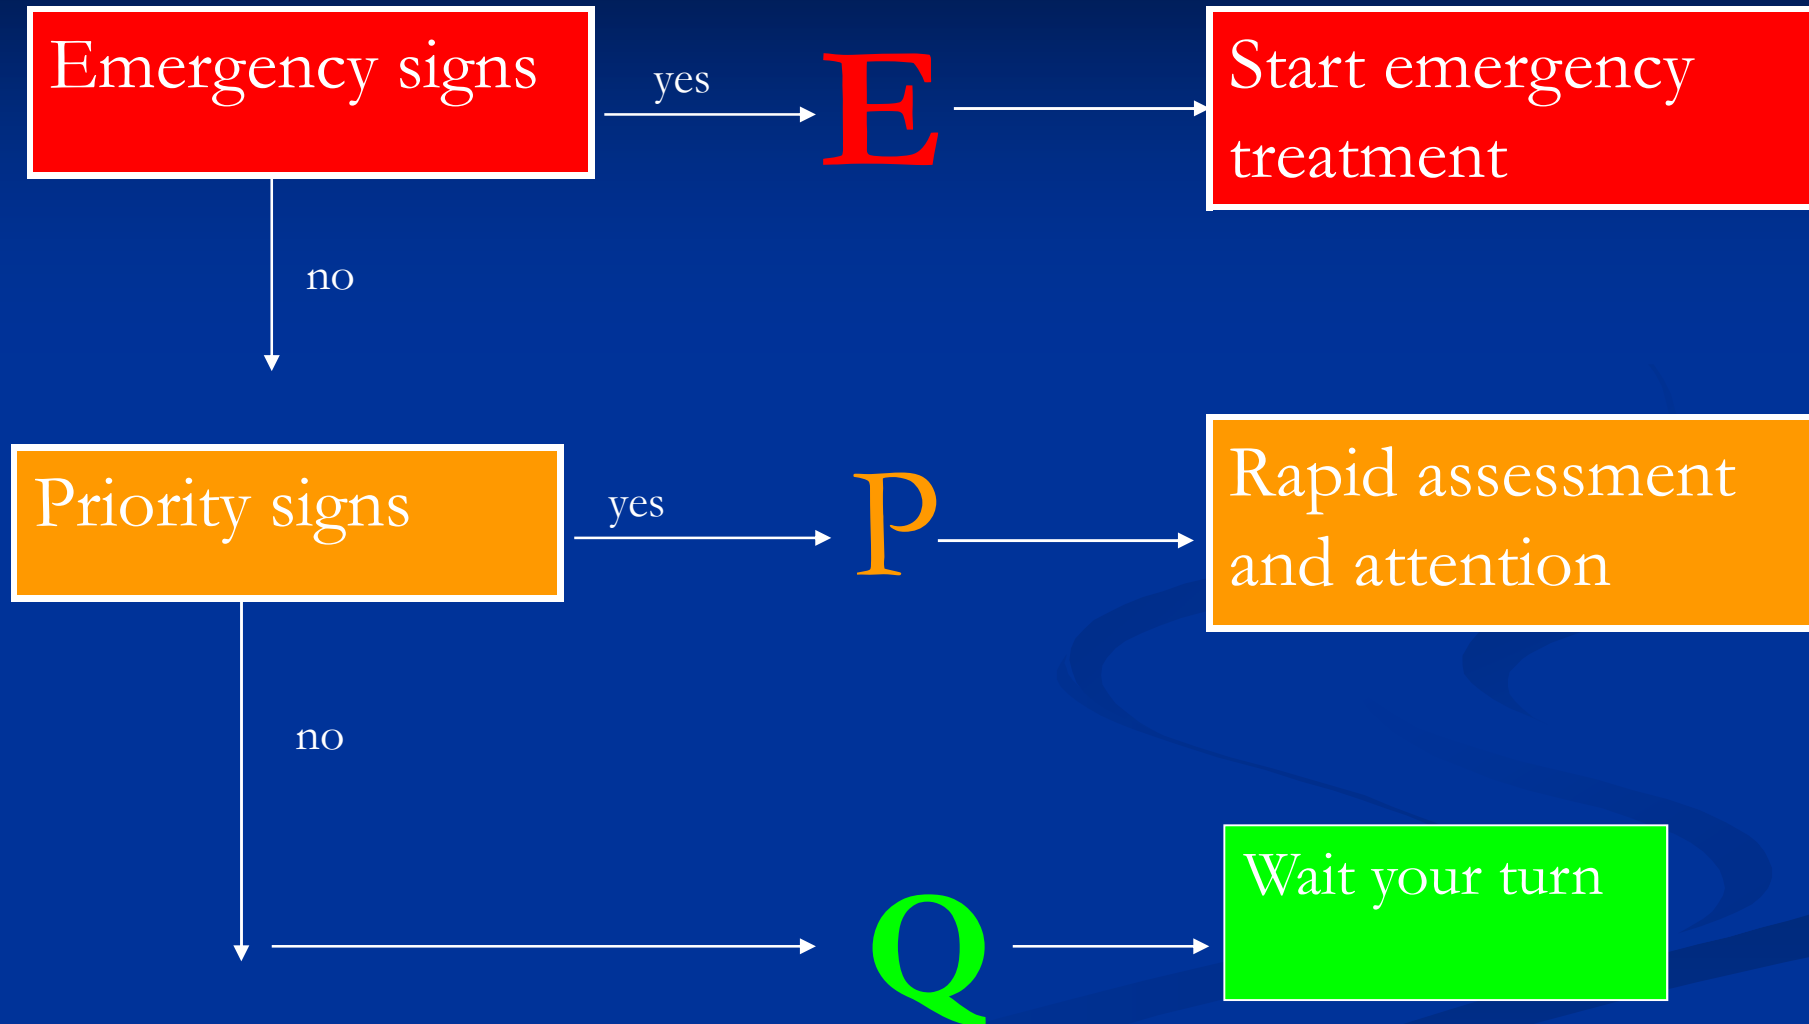 Emergency signs
yes
E
Start emergency
treatment
no
Priority signs
yes
P
Rapid assessment
and attention
no
Q
Wait your turn